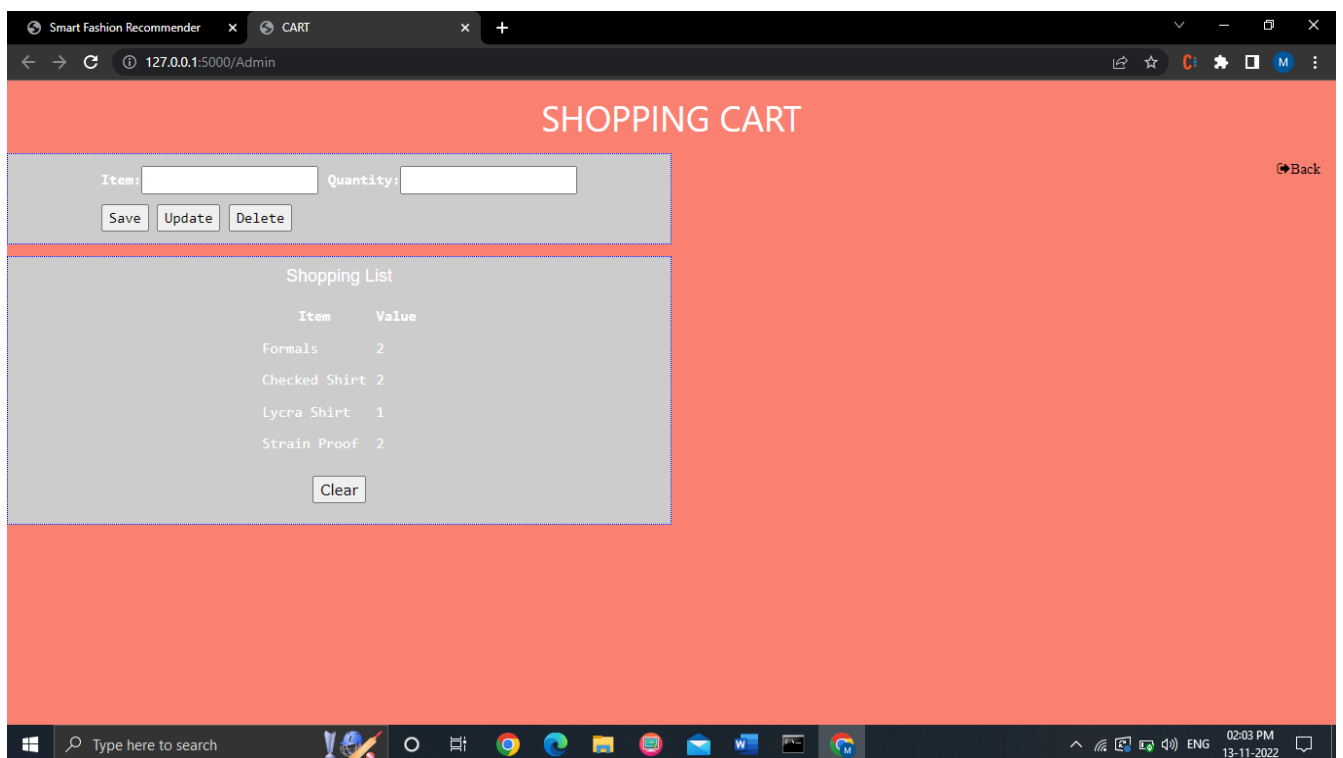 Smart Fashion Recommender
CART
127.0.0.1:5000/Admin
M
SHOPPING CART
Item: Quantity:
Back
Save Update Delete
Shopping List
Item Value
Formals 2
Checked Shirt 2
Lycra Shirt 1
Strain Proof 2
Clear
Type here to search
ENG
02:03 PM
13-11-2022